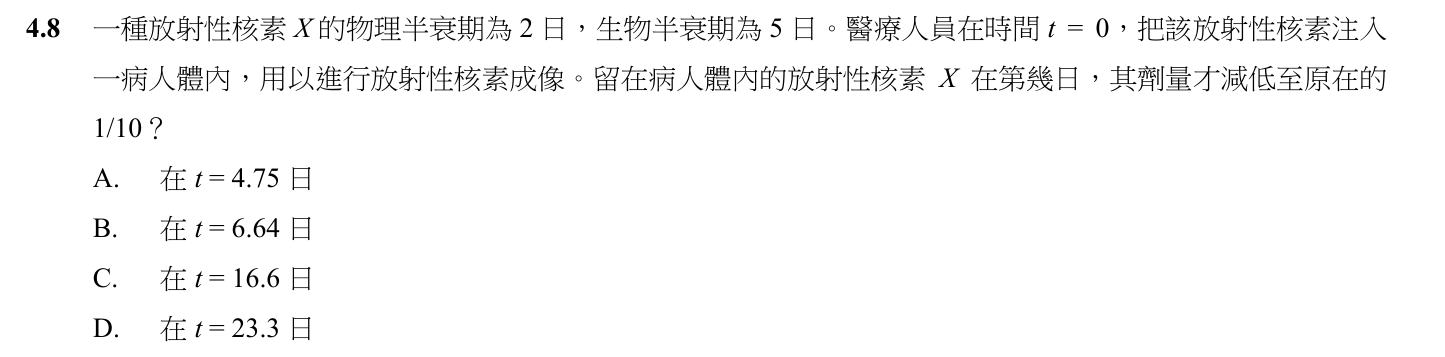 4.8 一種放射性核素 X 的物理半衰期為 2 日，生物半衰期為 5 日。醫療人員在時間 t = 0，把該放射性核素注入
一病人體內，用以進行放射性核素成像。留在病人體內的放射性核素 X 在第幾日，其劑量才減低至原在的
1/10？
A. 在 t = 4.75 日
B. 在 t = 6.64 日
C. 在 t = 16.6 日
D. 在 t = 23.3 日